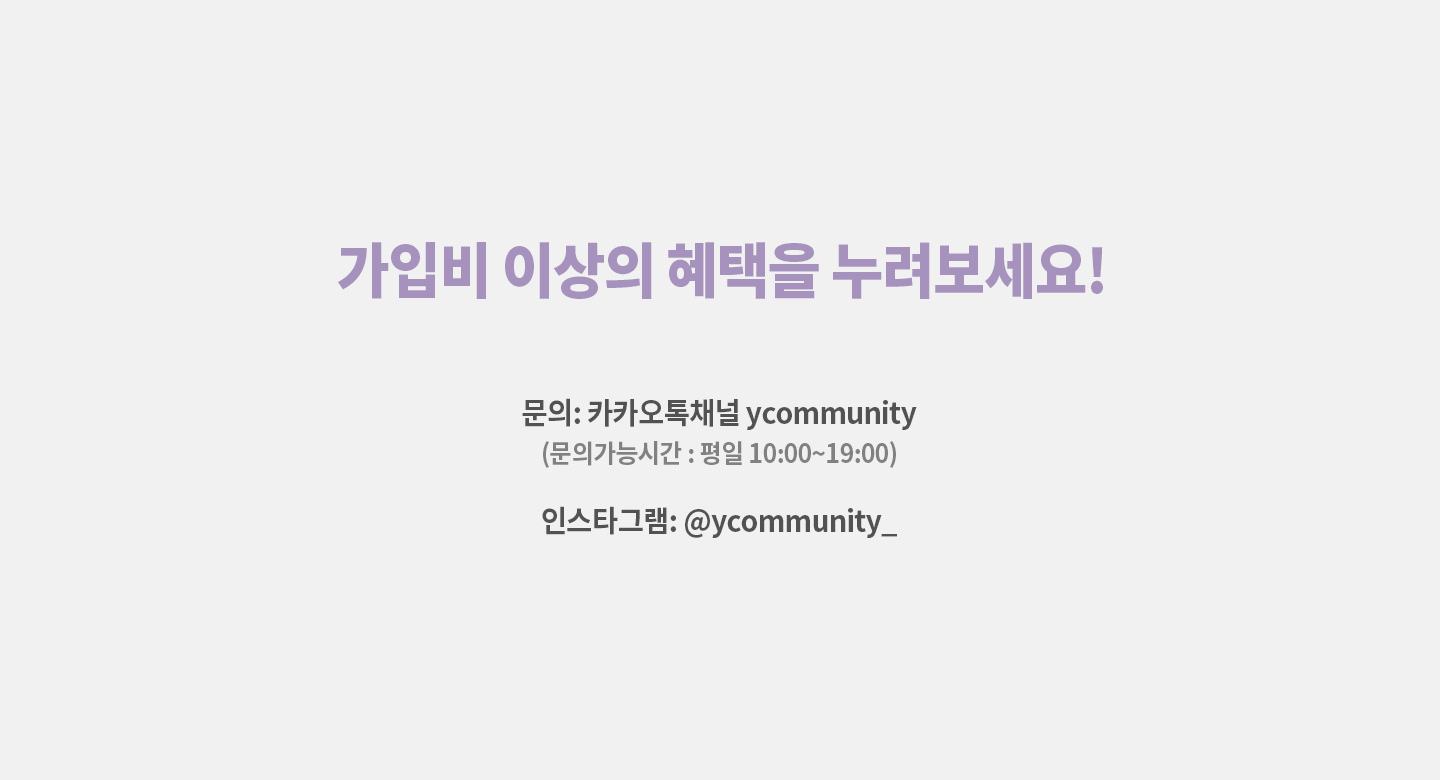 가입비 이상의 혜택을 누려보세요!
문의: 카카오톡채널 ycommunity
(문의가능시간 : 평일 10:00~19:00)
인스타그램: @ycommunity_